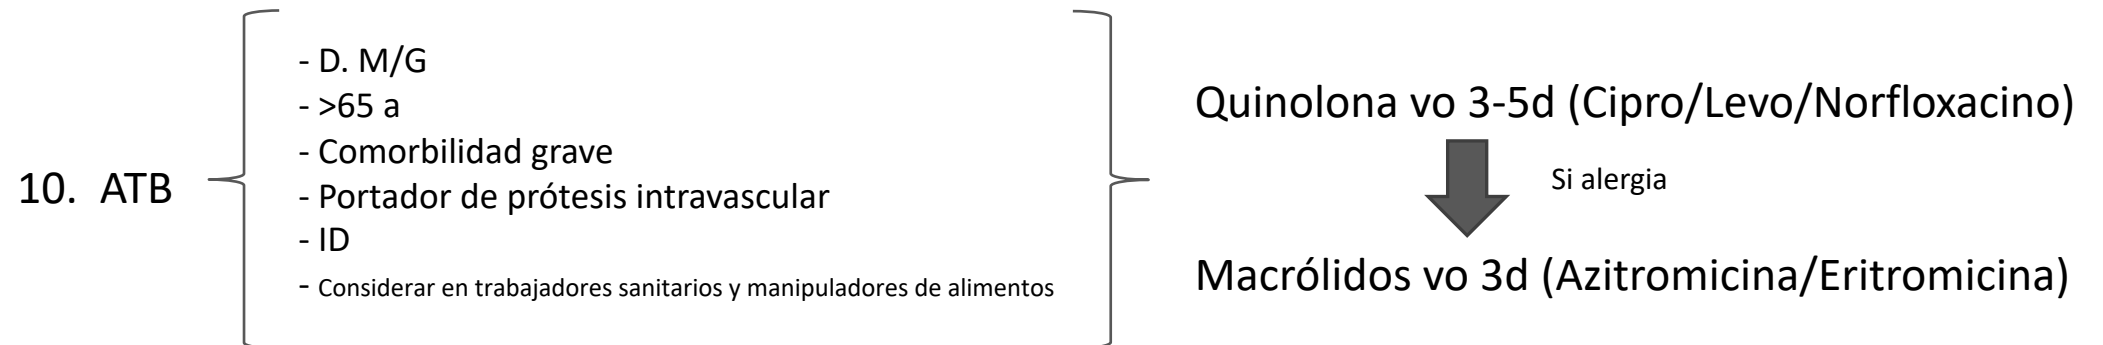 10. ATB
- D. M/G
- >65 a
- Comorbilidad grave
- Portador de prótesis intravascular
- ID
- Considerar en trabajadores sanitarios y manipuladores de alimentos
Quinolona vo 3-5d (Cipro/Levo/Norfloxacino)
Si alergia
Macrólidos vo 3d (Azitromicina/Eritromicina)